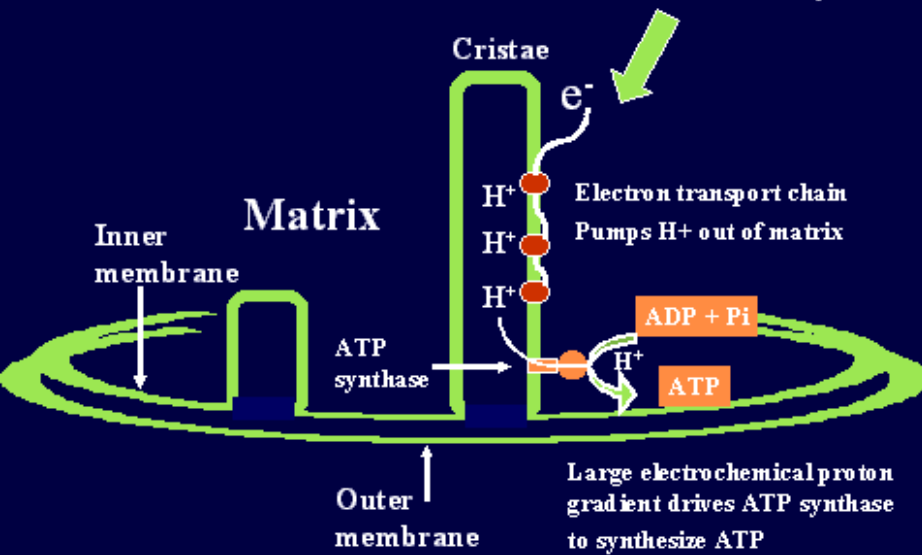 Cristae
e-
H+
Electron transport chain
Pumps H+ out of matrix
Matrix
H+
Inner
membrane
H+
ADP + Pi
ATP
synthase
H+
ATP
Outer
membrane
Large electrochemical proton
gradient drives ATP synthase
to synthesize ATP